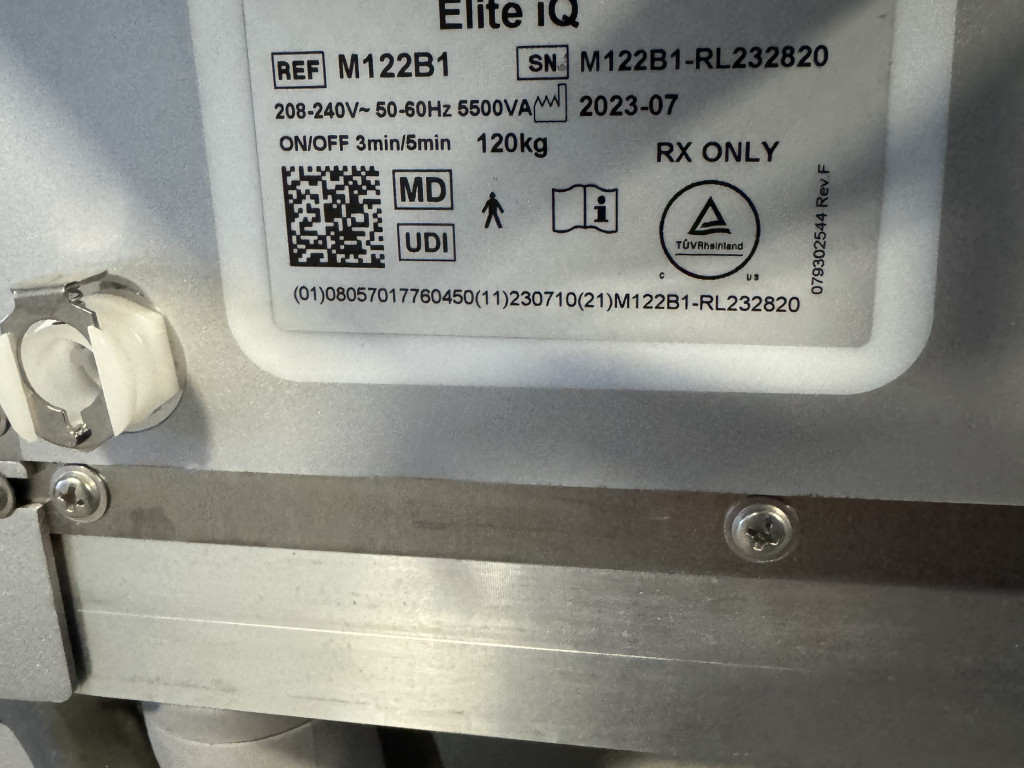 Elite iQ
REF M122B1 SN M122B1-RL232820
208-240V~ 50-60Hz 5500VA 2023-07
ON/OFF 3min/5min 120kg
RX ONLY
MD
UDI
i
TÜVRheinland
C US
(01)08057017760450(11)230710(21)M122B1-RL232820
079302544 Rev F